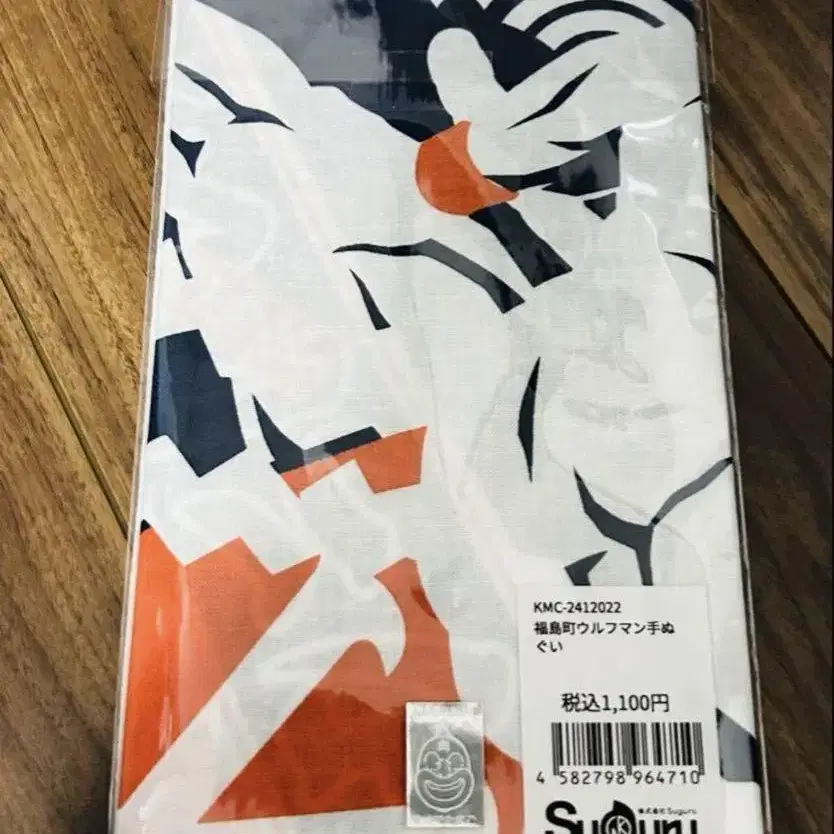 KMC-2412022
福島町ウルフマン手ぬ
ぐい
税込1,100円
4 582798 964710
株式会社Suguru
Suguru